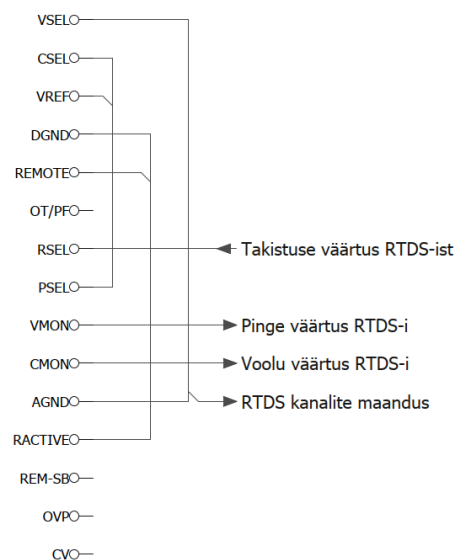 VSEL
CSEL
VREF
DGND
REMOTE
OT/PF
RSEL Takistuse väärtus RTDS-ist
PSEL
VMON Pinge väärtus RTDS-i
CMON Voolu väärtus RTDS-i
AGND RTDS kanalite maandus
RACTIVE
REM-SB
OVP
CV